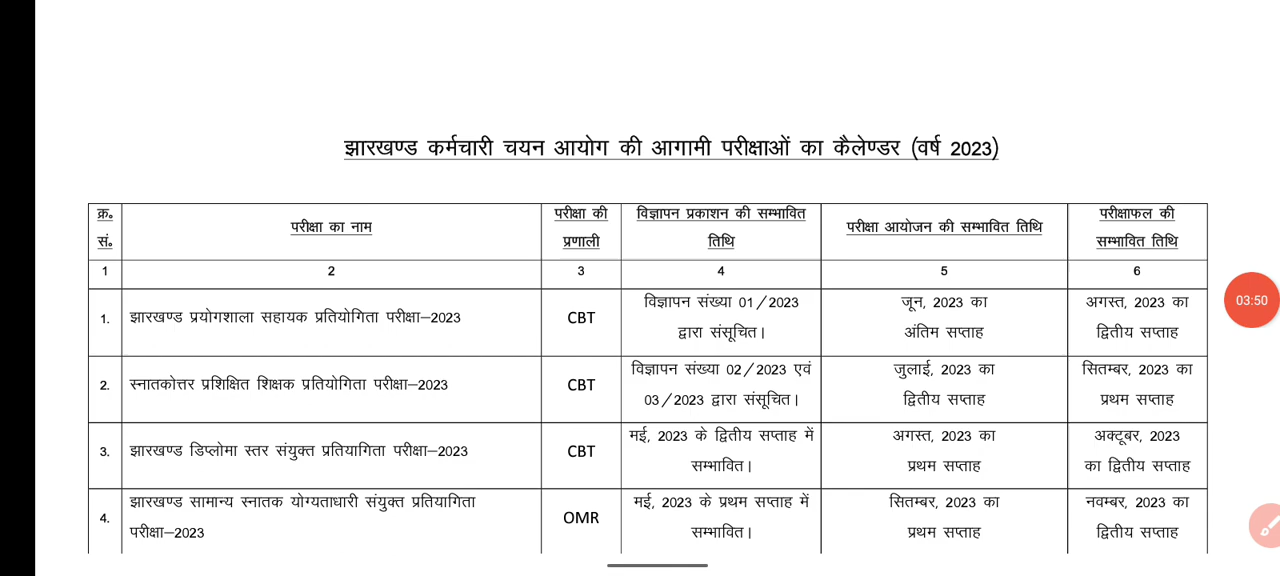 झारखण्ड कर्मचारी चयन आयोग की आगामी परीक्षाओं का कैलेण्डर (वर्ष 2023)
क्र॰ सं॰
परीक्षा का नाम
परीक्षा की प्रणाली
विज्ञापन प्रकाशन की सम्भावित तिथि
परीक्षा आयोजन की सम्भावित तिथि
परीक्षाफल की सम्भावित तिथि
1 2 3 4 5 6
1. झारखण्ड प्रयोगशाला सहायक प्रतियोगिता परीक्षा–2023
CBT
विज्ञापन संख्या 01/2023
द्वारा संसूचित।
जून, 2023 का
अंतिम सप्ताह
अगस्त, 2023 का
द्वितीय सप्ताह
03:50
2. स्नातकोत्तर प्रशिक्षित शिक्षक प्रतियोगिता परीक्षा–2023
CBT
विज्ञापन संख्या 02/2023 एवं
03/2023 द्वारा संसूचित।
जुलाई, 2023 का
द्वितीय सप्ताह
सितम्बर, 2023 का
प्रथम सप्ताह
3. झारखण्ड डिप्लोमा स्तर संयुक्त प्रतियागिता परीक्षा–2023
CBT
मई, 2023 के द्वितीय सप्ताह में
सम्भावित।
अगस्त, 2023 का
प्रथम सप्ताह
अक्टूबर, 2023
का द्वितीय सप्ताह
4. झारखण्ड सामान्य स्नातक योग्यताधारी संयुक्त प्रतियागिता
परीक्षा–2023
OMR
मई, 2023 के प्रथम सप्ताह में
सम्भावित।
सितम्बर, 2023 का
प्रथम सप्ताह
नवम्बर, 2023 का
द्वितीय सप्ताह